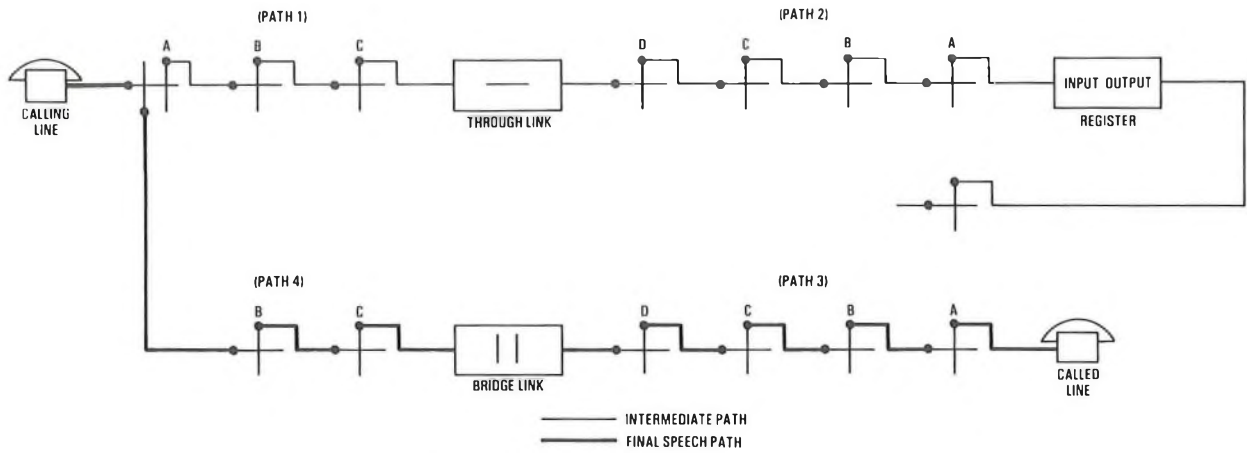 (PATH 1)
(PATH 2)
A
B
C
D
C
B
A
CALLING
LINE
THROUGH LINK
INPUT OUTPUT
REGISTER
(PATH 4)
(PATH 3)
B
C
D
C
B
A
BRIDGE LINK
CALLED
LINE
INTERMEDIATE PATH
FINAL SPEECH PATH